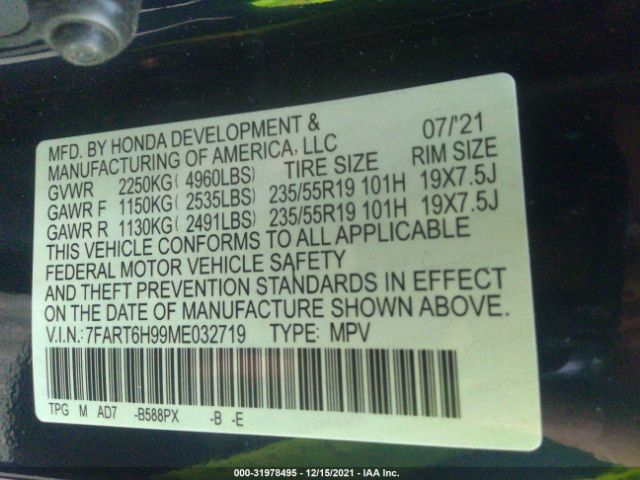 MFD. BY HONDA DEVELOPMENT & 07/'21
MANUFACTURING OF AMERICA, LLC
GVWR 2250KG( 4960LBS) TIRE SIZE RIM SIZE
GAWR F 1150KG( 2535LBS) 235/55R19 101H 19X7.5J
GAWR R 1130KG( 2491LBS) 235/55R19 101H 19X7.5J
THIS VEHICLE CONFORMS TO ALL APPLICABLE
FEDERAL MOTOR VEHICLE SAFETY
AND THEFT PREVENTION STANDARDS IN EFFECT
ON THE DATE OF MANUFACTURE SHOWN ABOVE.
V.I.N.:7FART6H99ME032719 TYPE: MPV
TPG M AD7 -B588PX -B -E
000-31978495 - 12/15/2021 - IAA Inc.